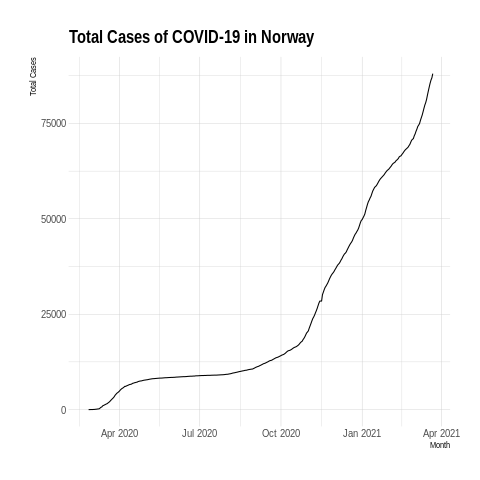 Total Cases of COVID-19 in Norway
Total Cases
75000
50000
25000
0
Apr 2020 Jul 2020 Oct 2020 Jan 2021 Apr 2021
Month